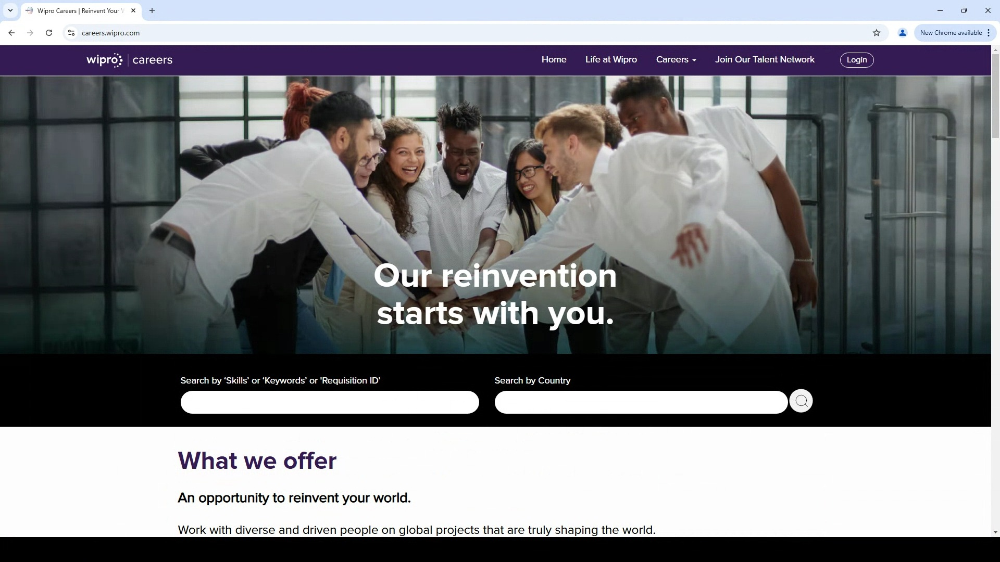 Wipro Careers | Reinvent Your
careers.wipro.com
New Chrome available
wipro careers
Home
Life at Wipro
Careers
Join Our Talent Network
Login
Our reinvention
starts with you.
Search by ‘Skills’ or ‘Keywords’ or 'Requisition ID’
Search by Country
What we offer
An opportunity to reinvent your world.
Work with diverse and driven people on global projects that are truly shaping the world.